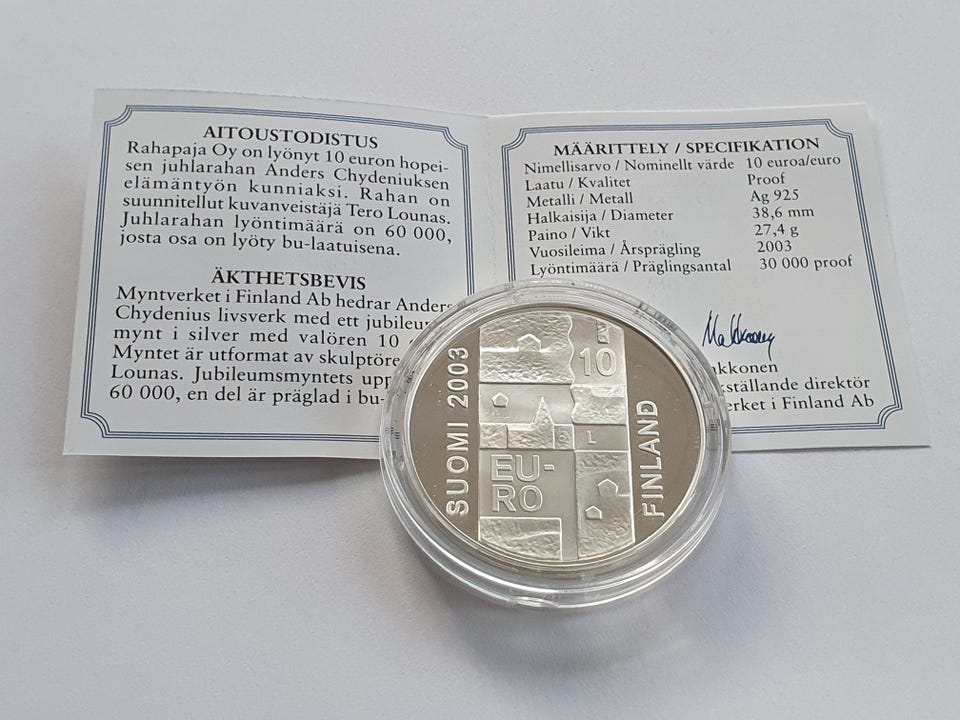 AITOUSTODISTUS
Rahapaja Oy on lyönyt 10 euron hopei-
sen juhlarahan Anders Chydeniuksen
elämäntyön kunniaksi. Rahan on
suunnitellut kuvanveistäjä Tero Lounas.
Juhlarahan lyöntimäärä on 60 000,
josta osa on lyöty bu-laatuisena.
ÄKTHETSBEVIS
Myntverket i Finland Ab hedrar Anders
Chydenius livsverk med ett jubileum
mynt i silver med valören 10
Myntet är utformat av skulptöre
Lounas. Jubileumsmyntets upp
60 000, en del är präglad i bu-
MÄÄRITTELY / SPECIFIKATION
Nimellisarvo / Nominellt värde 10 euroa/euro
Laatu / Kvalitet Proof
Metalli / Metall Ag 925
Halkaisija / Diameter 38,6 mm
Paino / Vikt 27,4 g
Vuosileima / Årsprägling 2003
Lyöntimäärä / Präglingsantal 30 000 proof
kkonen
kställande direktör
erket i Finland Ab
SUOMI 2003
10
L
EU-
RO
FINLAND